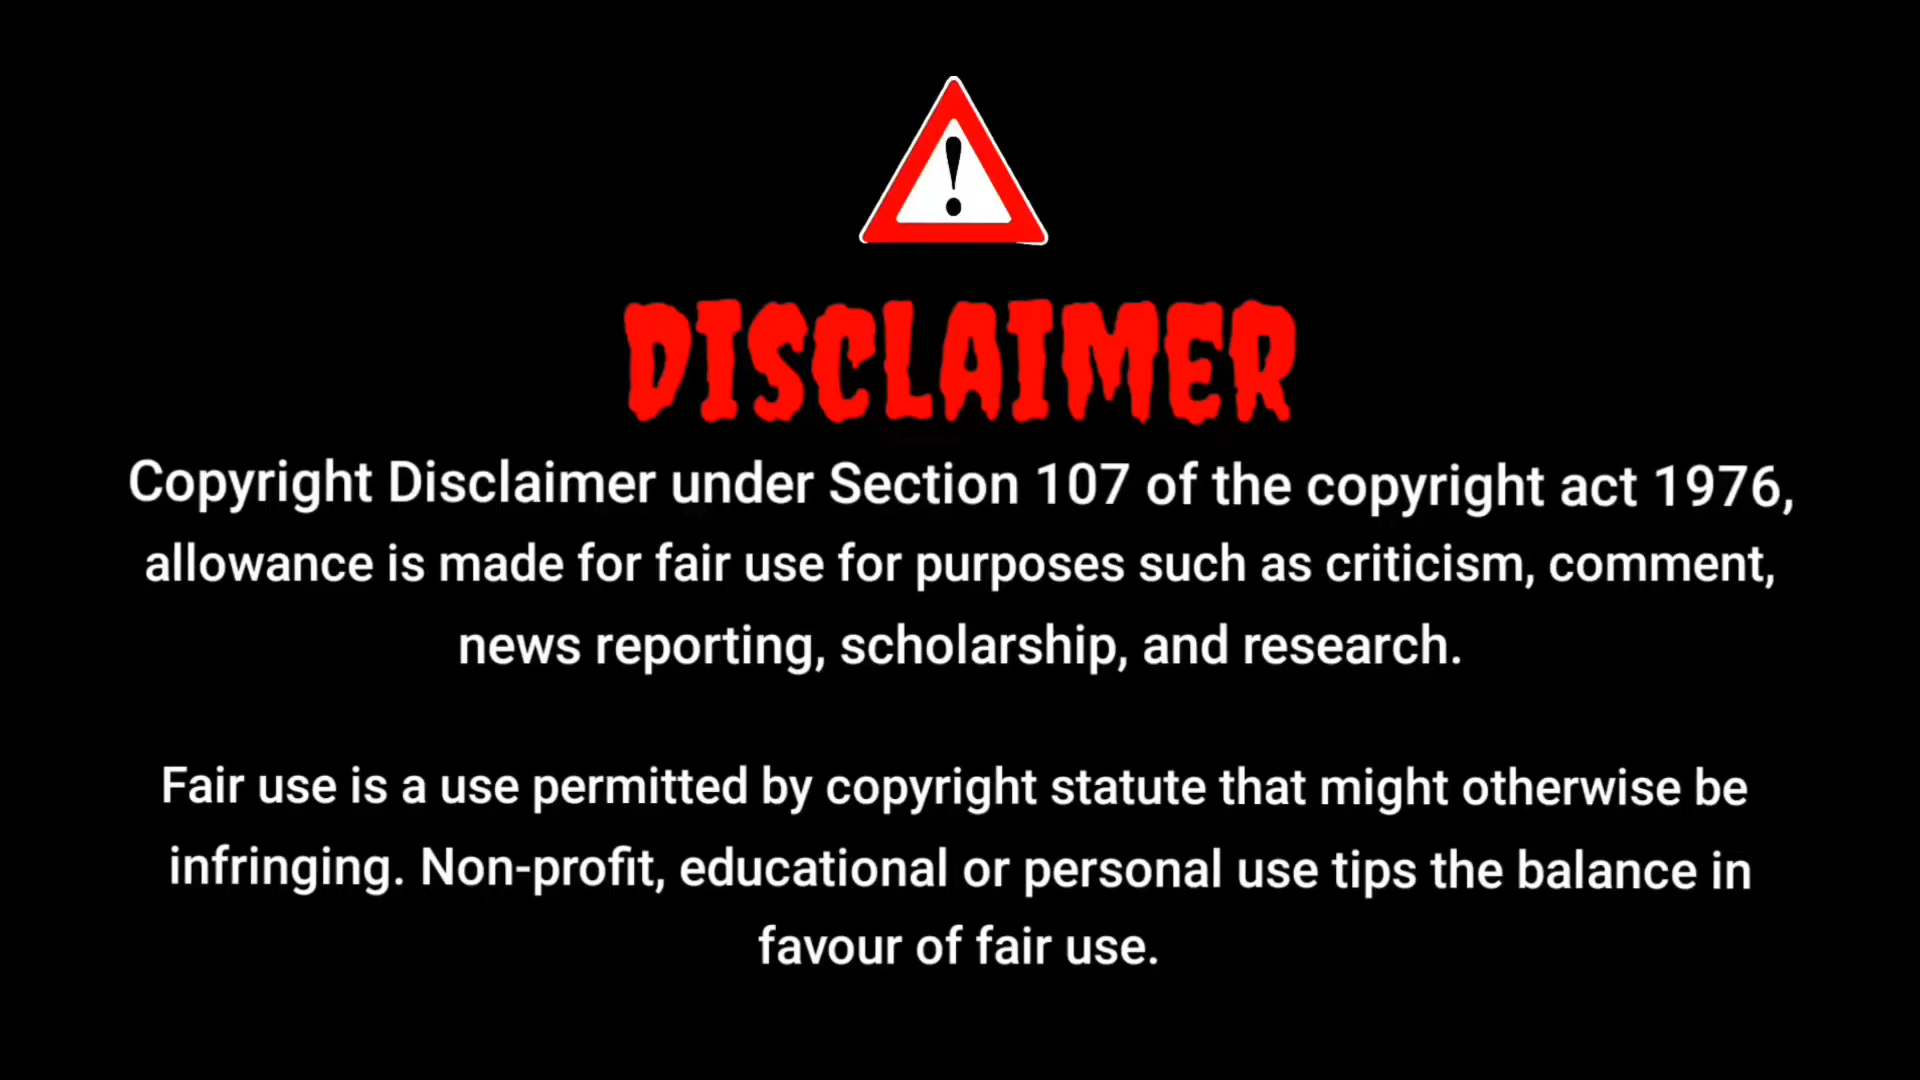 !
DISCLAIMER
Copyright Disclaimer under Section 107 of the copyright act 1976,
allowance is made for fair use for purposes such as criticism, comment,
news reporting, scholarship, and research.
Fair use is a use permitted by copyright statute that might otherwise be
infringing. Non-profit, educational or personal use tips the balance in
favour of fair use.